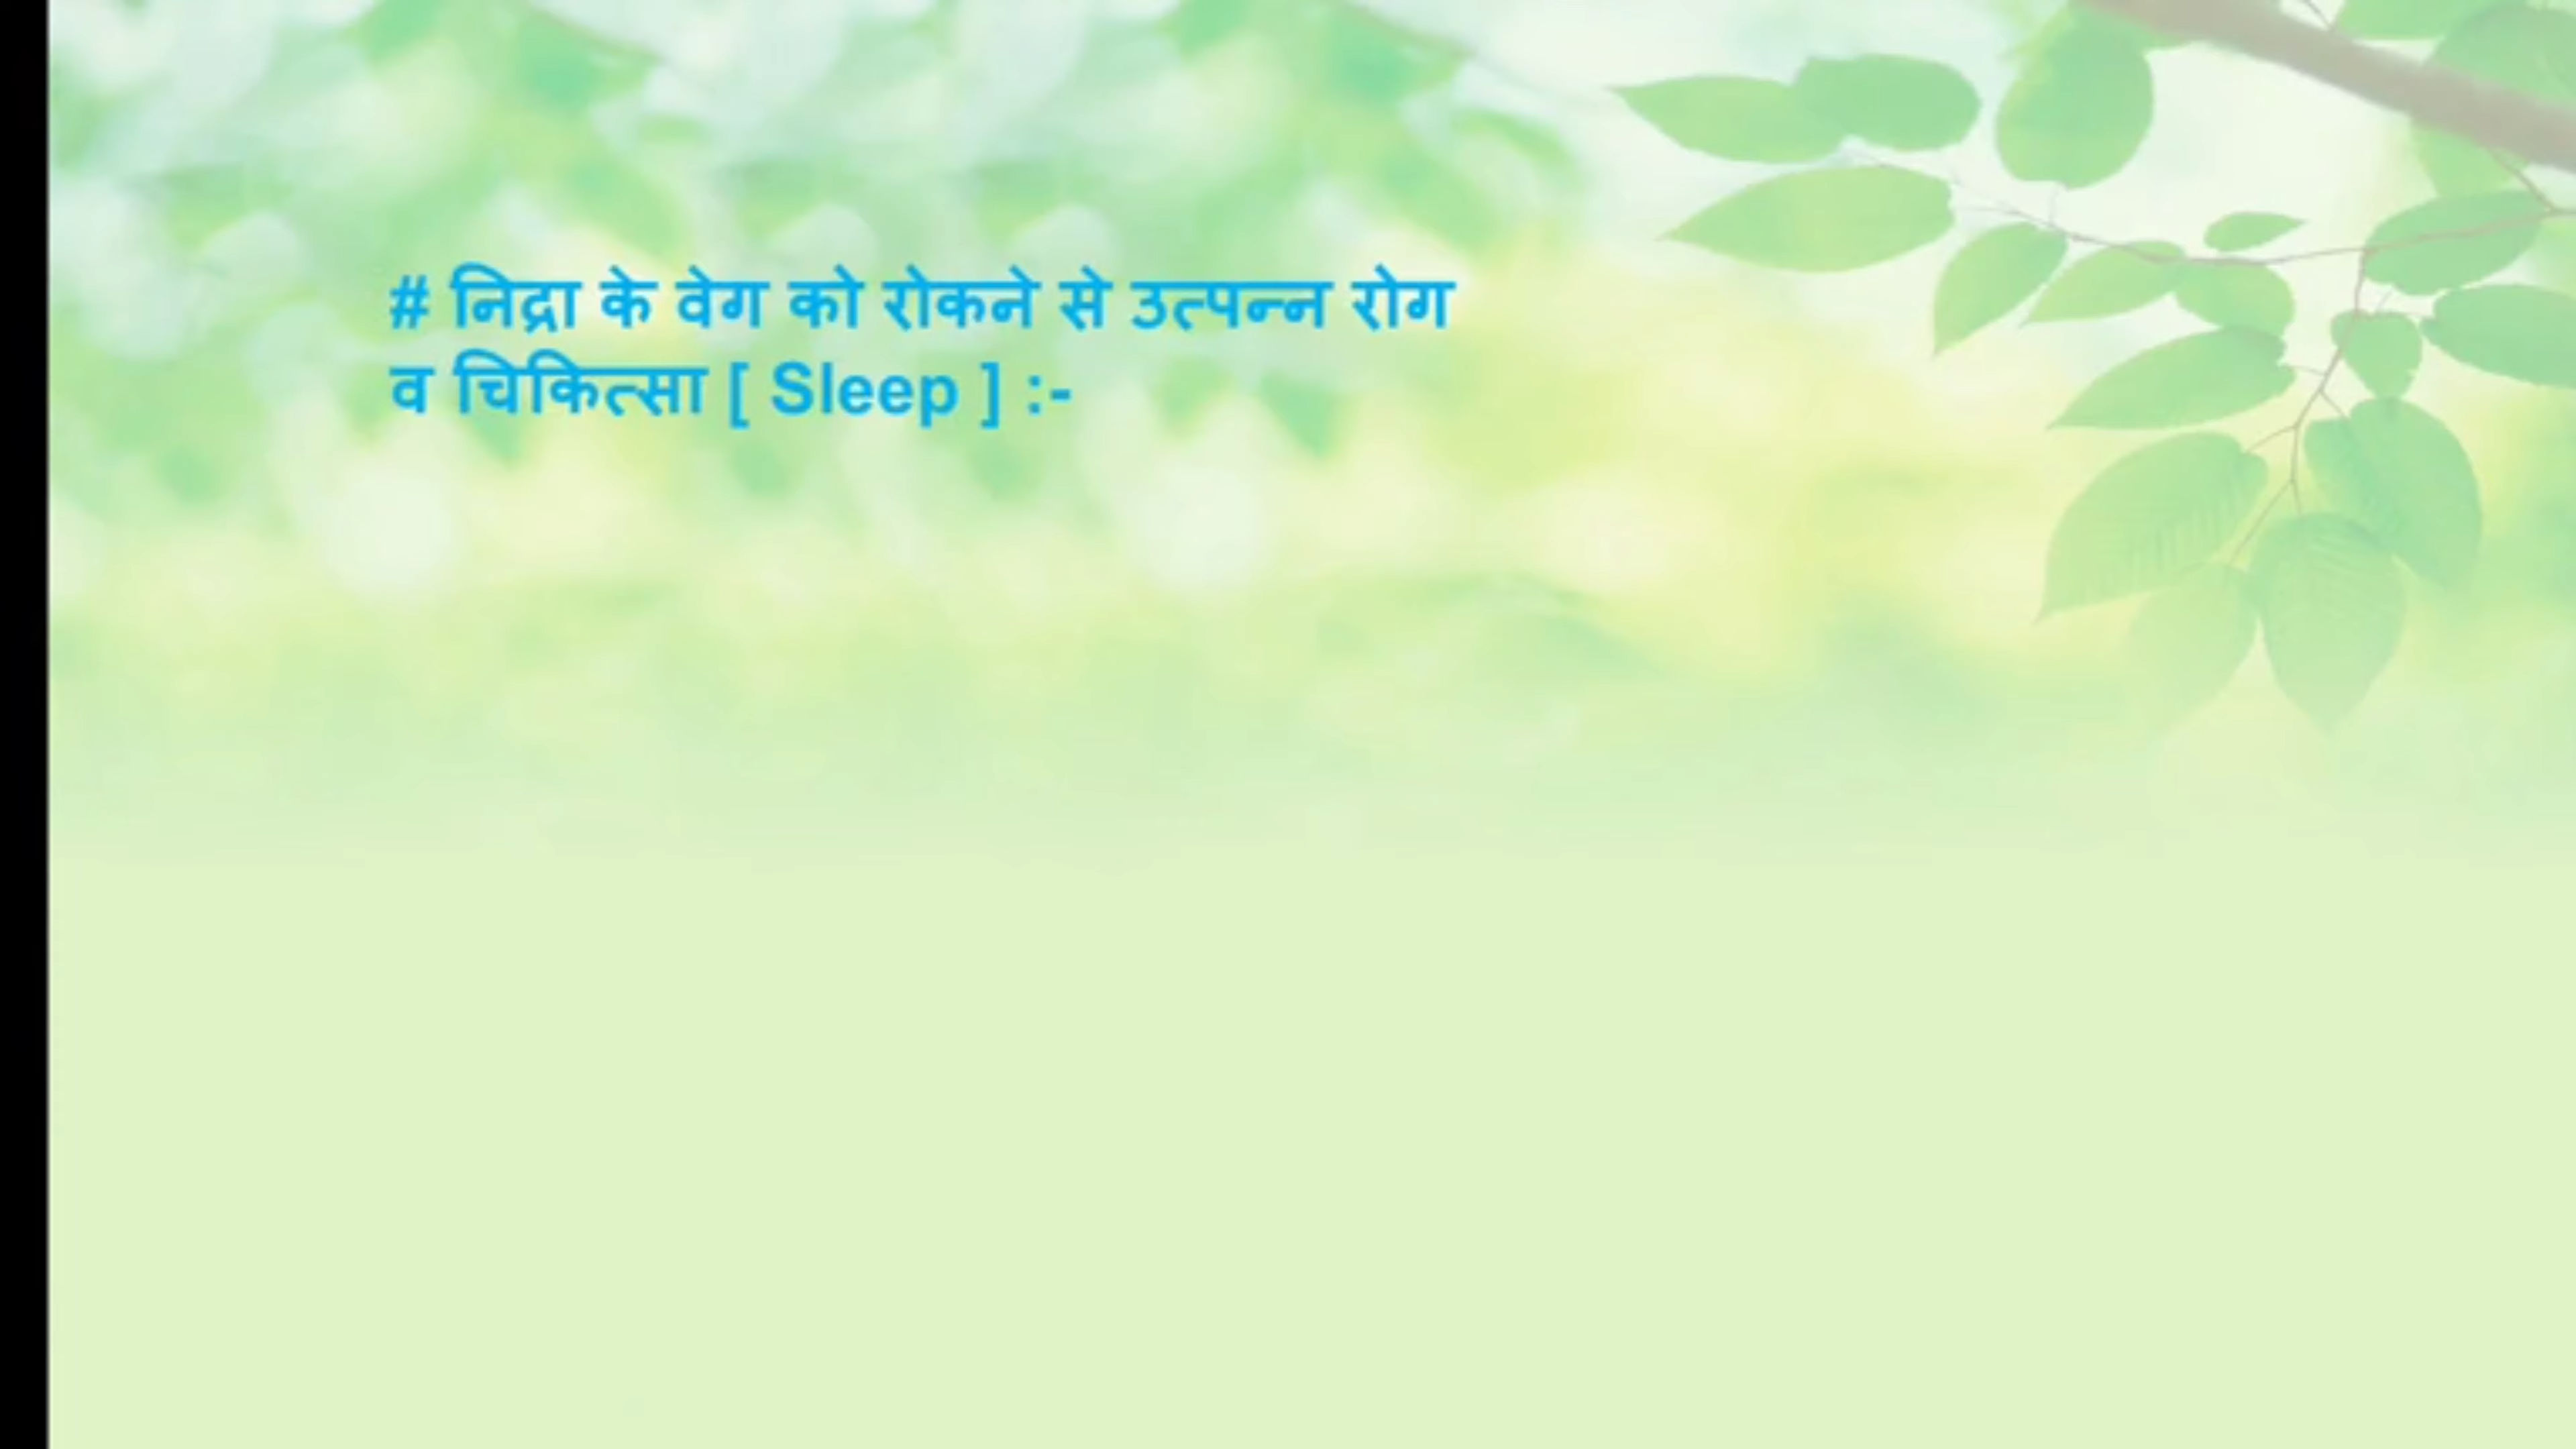 # निद्रा के वेग को रोकने से उत्पन्न रोग
व चिकित्सा [ Sleep ] :-